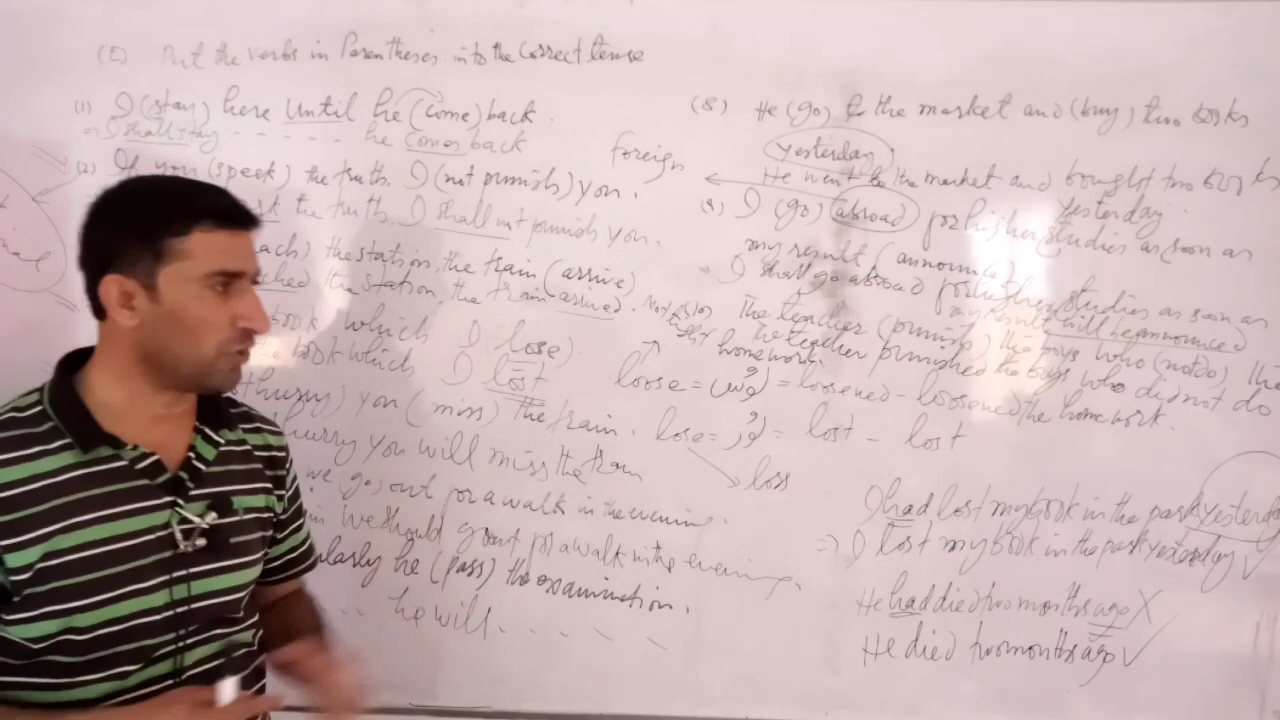 (E) Put the verbs in Parentheses into the correct tense
(1) I (stay) here until he (come) back.
⇒ I shall stay - - - - - he comes back
(2) If you (speak) the truth. I (not punish) you.
the truth. I shall not punish you.
the station, the train (arrive)
the station, the train arrived.
book which I (lose)
the book which I lost
hurry) you (miss) the train.
hurry you will miss the train
we (go) out for a walk in the evening.
we should go out for a walk in the evening.
he (pass) the examination.
. . . he will . - - - -
foreign
(8) He (go) to the market and (buy) two books
yesterday.
He went to the market and bought two books
yesterday.
(9) I (go) abroad for higher studies as soon as
my result (announce)
I shall go abroad for higher studies as soon as
my result will be announced
The teacher (punish) the boys who (not do) the
homework.
The teacher punished the boys who did not do
the homework.
loose = = loosened - loosened
lose = = lost - lost
loss
I had lost my book in the park yesterday
⇒ I lost my book in the park yesterday ✓
He had died two months ago X
He died two months ago ✓